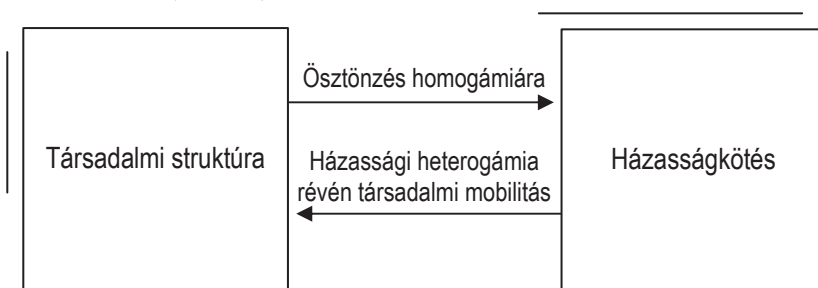 Ösztönzés homogámiára
Társadalmi struktúra
Házassági heterogámia
révén társadalmi mobilitás
Házasságkötés